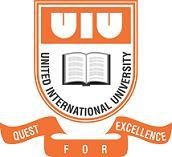 UIU
UNITED INTERNATIONAL UNIVERSITY
QUEST
FOR
EXCELLENCE